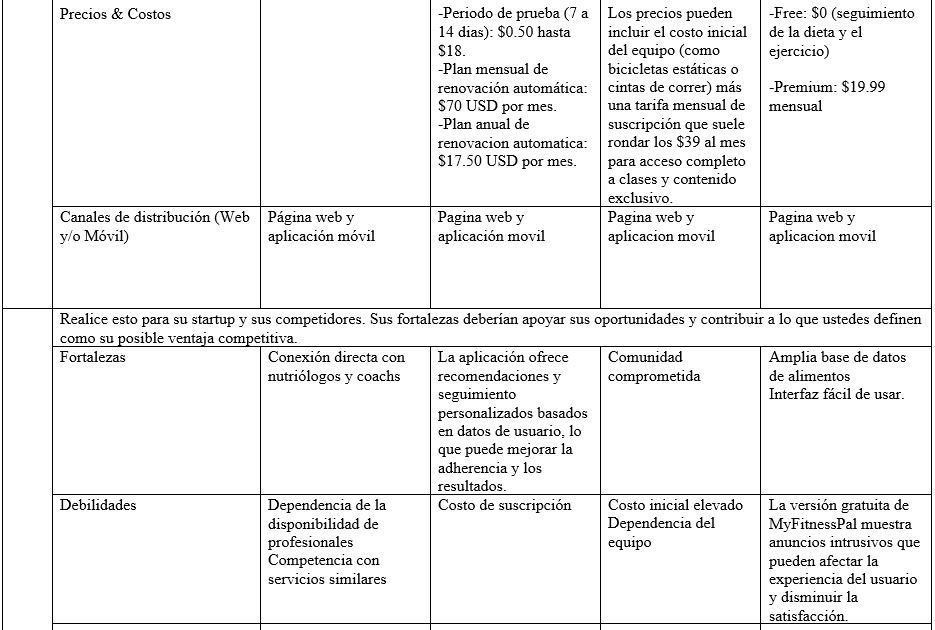 Precios & Costos
-Periodo de prueba (7 a
14 dias): $0.50 hasta
$18.
-Plan mensual de
renovación automática:
$70 USD por mes.
-Plan anual de
renovacion automatica:
$17.50 USD por mes.
Los precios pueden
incluir el costo inicial
del equipo (como
bicicletas estáticas o
cintas de correr) más
una tarifa mensual de
suscripción que suele
rondar los $39 al mes
para acceso completo
a clases y contenido
exclusivo.
-Free: $0 (seguimiento
de la dieta y el
ejercicio)
-Premium: $19.99
mensual
Canales de distribución (Web
y/o Móvil)
Página web y
aplicación móvil
Pagina web y
aplicacion movil
Pagina web y
aplicacion movil
Pagina web y
aplicacion movil
Realice esto para su startup y sus competidores. Sus fortalezas deberían apoyar sus oportunidades y contribuir a lo que ustedes definen
como su posible ventaja competitiva.
Fortalezas
Conexión directa con
nutriólogos y coachs
La aplicación ofrece
recomendaciones y
seguimiento
personalizados basados
en datos de usuario, lo
que puede mejorar la
adherencia y los
resultados.
Comunidad
comprometida
Amplia base de datos
de alimentos
Interfaz fácil de usar.
Debilidades
Dependencia de la
disponibilidad de
profesionales
Competencia con
servicios similares
Costo de suscripción
Costo inicial elevado
Dependencia del
equipo
La versión gratuita de
MyFitnessPal muestra
anuncios intrusivos que
pueden afectar la
experiencia del usuario
y disminuir la
satisfacción.